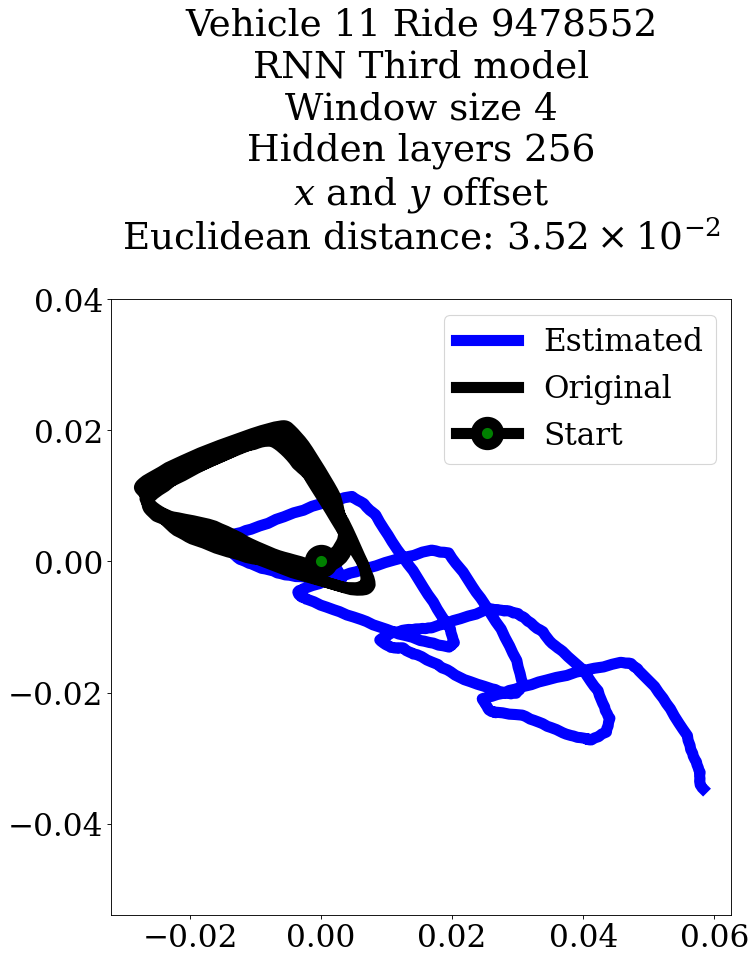 Vehicle 11 Ride 9478552
RNN Third model
Window size 4
Hidden layers 256
x and y offset
Euclidean distance: 3.52 × 10⁻²
0.04
0.02
0.00
−0.02
−0.04
Estimated
Original
Start
−0.02 0.00 0.02 0.04 0.06